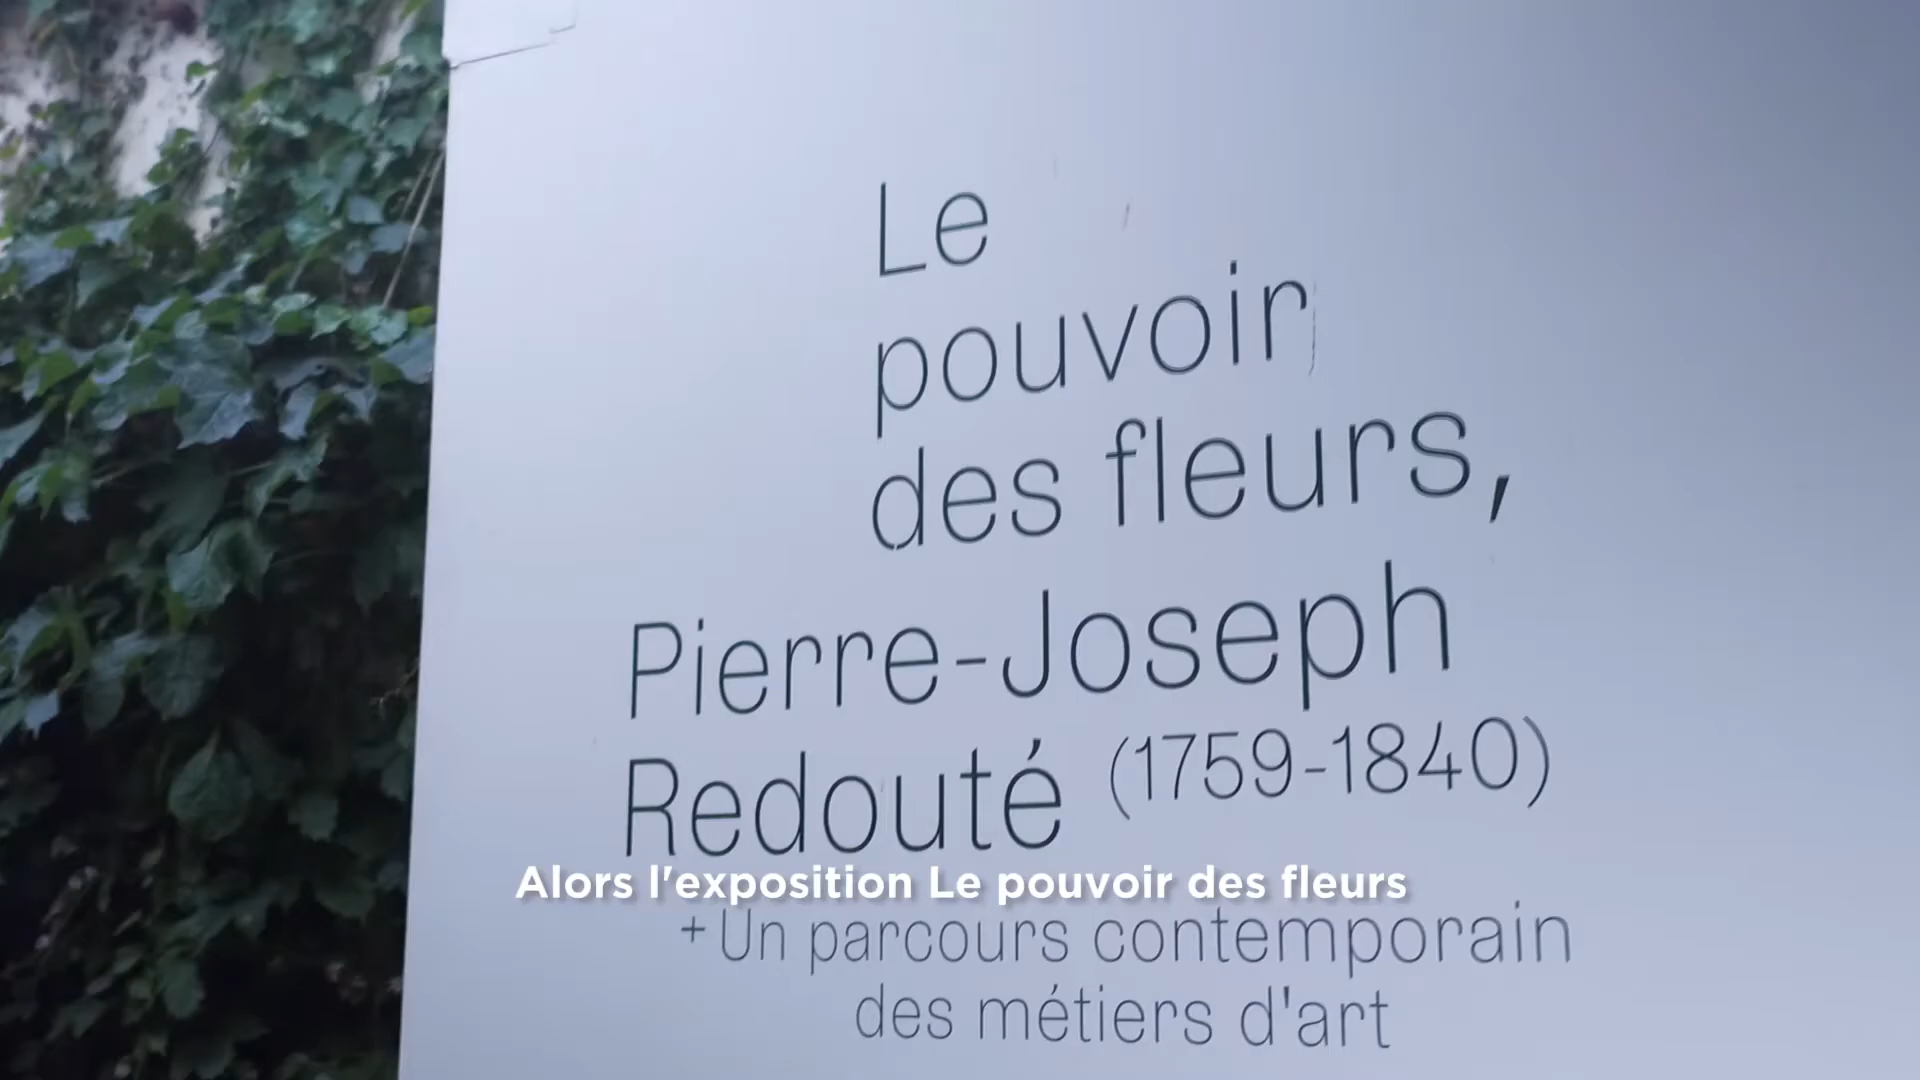 Le
pouvoir
des fleurs,
Pierre-Joseph
Redouté (1759-1840)
Alors l'exposition Le pouvoir des fleurs
+ Un parcours contemporain
des métiers d'art